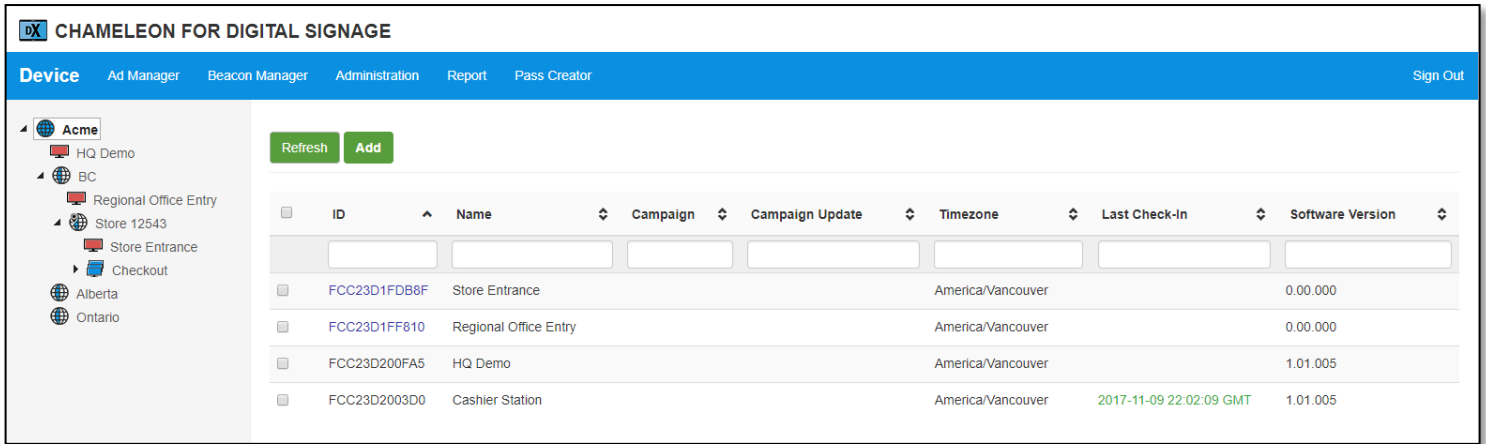 DX CHAMELEON FOR DIGITAL SIGNAGE
Device Ad Manager Beacon Manager Administration Report Pass Creator Sign Out
Acme
HQ Demo
BC
Regional Office Entry
Store 12543
Store Entrance
Checkout
Alberta
Ontario
Refresh Add
ID Name Campaign Campaign Update Timezone Last Check-In Software Version
FCC23D1FDB8F Store Entrance America/Vancouver 0.00.000
FCC23D1FF810 Regional Office Entry America/Vancouver 0.00.000
FCC23D200FA5 HQ Demo America/Vancouver 1.01.005
FCC23D2003D0 Cashier Station America/Vancouver 2017-11-09 22:02:09 GMT 1.01.005